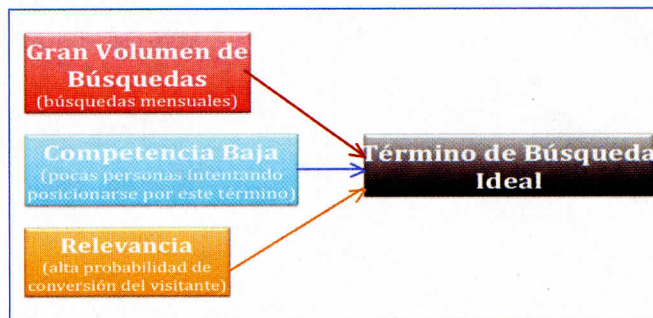 Gran Volumen de
Búsquedas
(búsquedas mensuales)
Competencia Baja
(pocas personas intentando
posicionarse por este término)
Término de Búsqueda
Ideal
Relevancia
(alta probabilidad de
conversión del visitante)